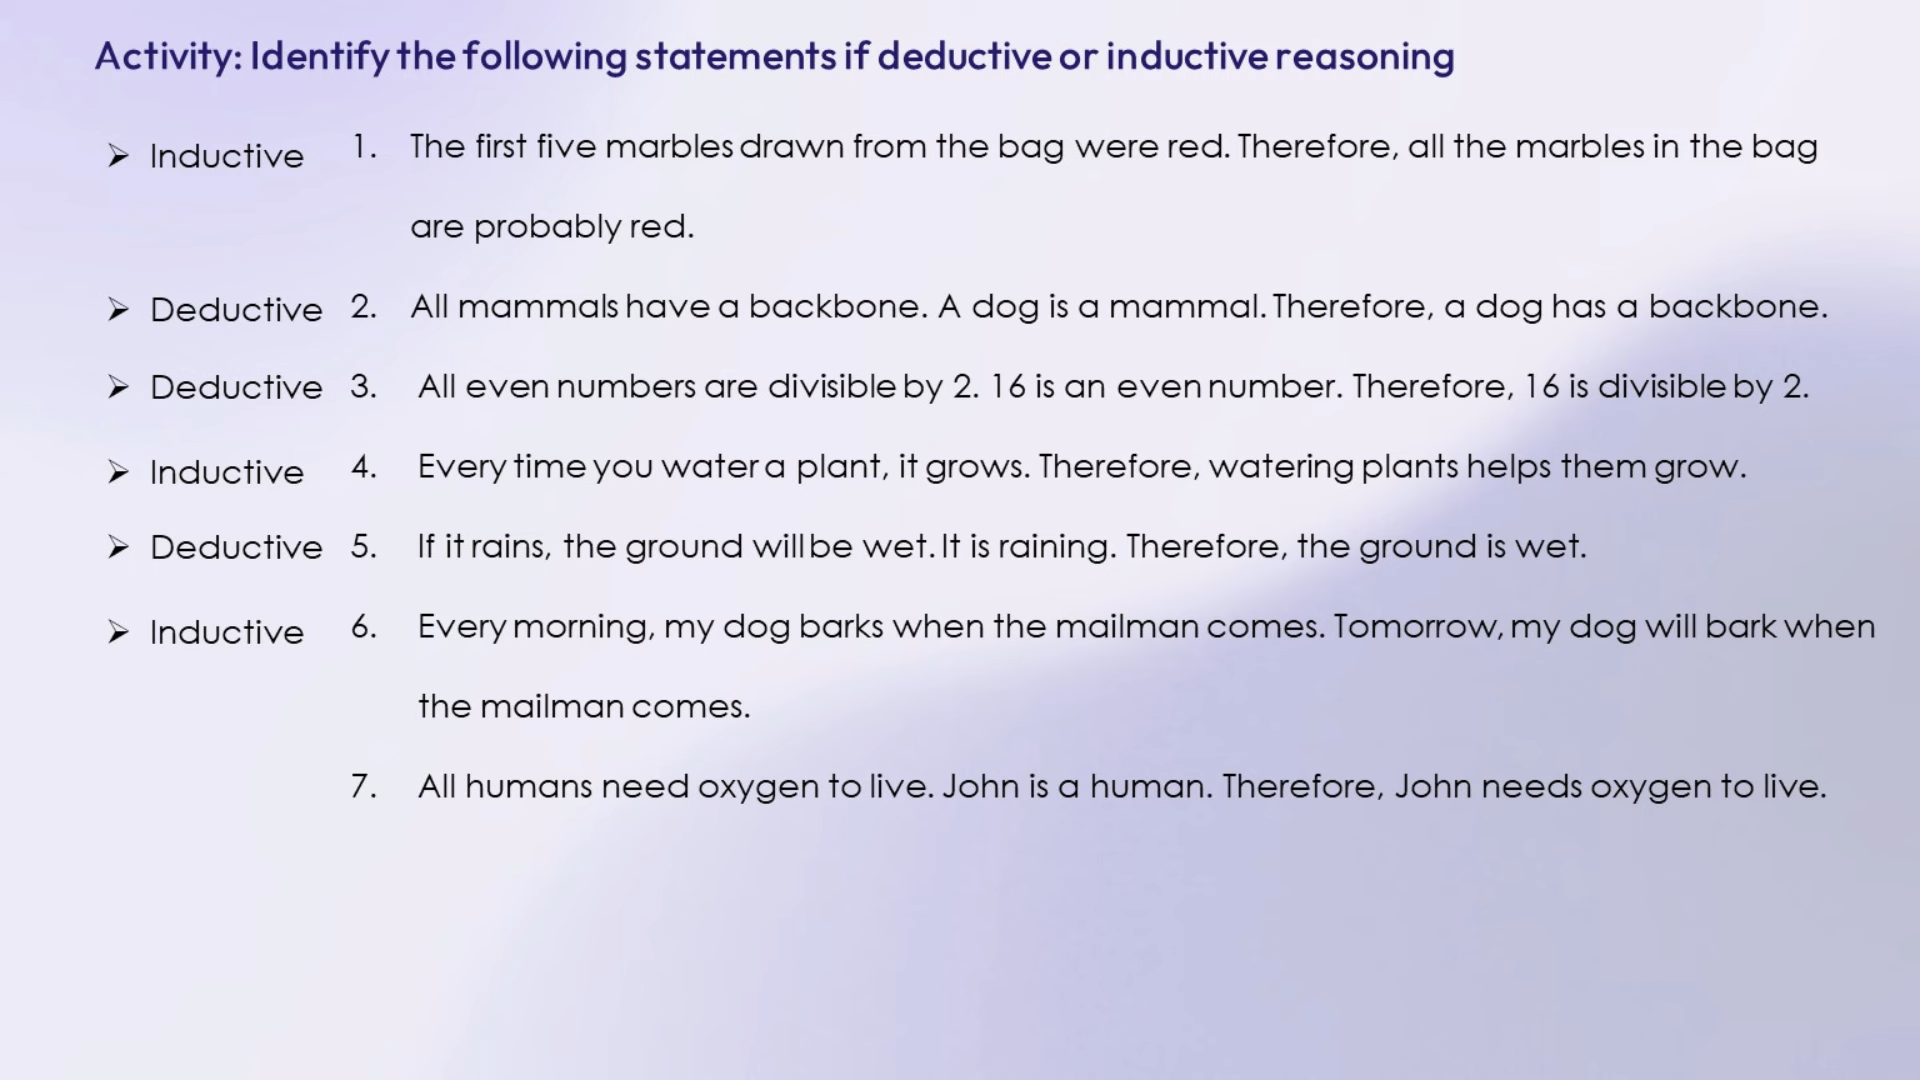 Activity: Identify the following statements if deductive or inductive reasoning
➢ Inductive 1. The first five marbles drawn from the bag were red. Therefore, all the marbles in the bag
are probably red.
➢ Deductive 2. All mammals have a backbone. A dog is a mammal. Therefore, a dog has a backbone.
➢ Deductive 3. All even numbers are divisible by 2. 16 is an even number. Therefore, 16 is divisible by 2.
➢ Inductive 4. Every time you water a plant, it grows. Therefore, watering plants helps them grow.
➢ Deductive 5. If it rains, the ground will be wet. It is raining. Therefore, the ground is wet.
➢ Inductive 6. Every morning, my dog barks when the mailman comes. Tomorrow, my dog will bark when
the mailman comes.
7. All humans need oxygen to live. John is a human. Therefore, John needs oxygen to live.